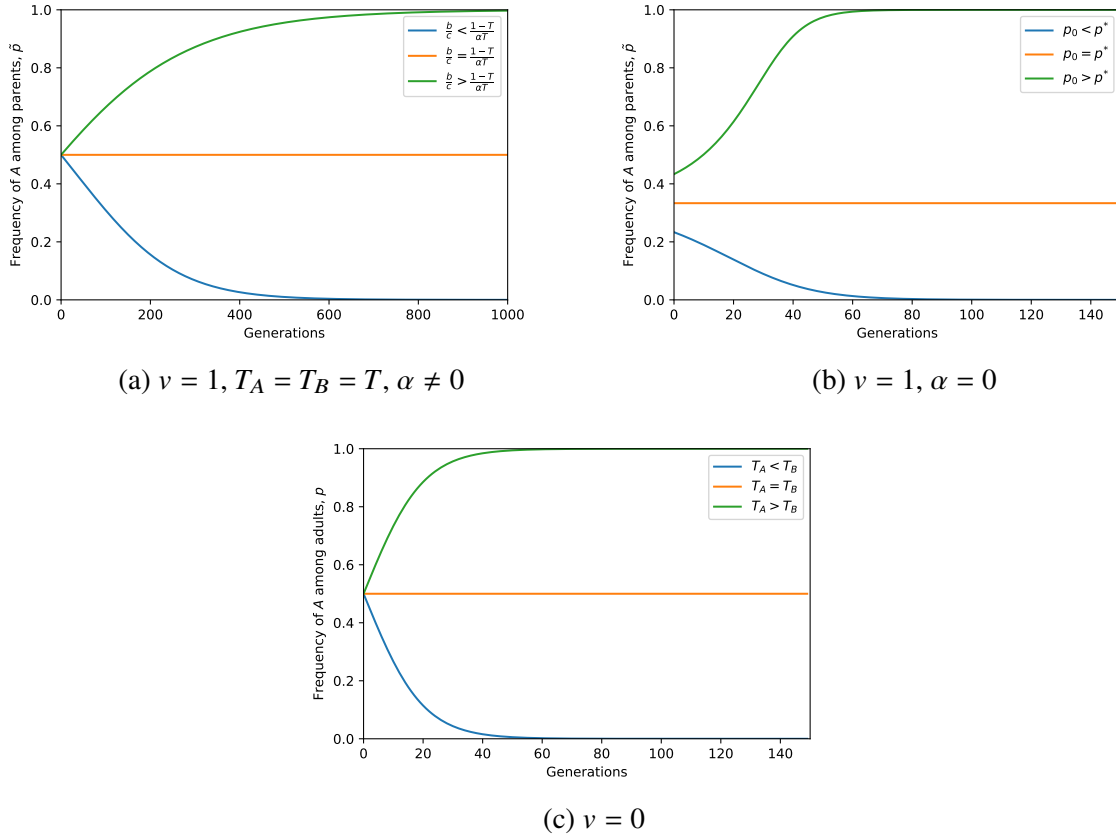 Frequency of A among parents, p̃
1.0
0.8
0.6
0.4
0.2
0.0
0 200 400 600 800 1000
Generations
b/c < (1−T)/(αT)
b/c = (1−T)/(αT)
b/c > (1−T)/(αT)
(a) v = 1, T_A = T_B = T, α ≠ 0
Frequency of A among parents, p̃
1.0
0.8
0.6
0.4
0.2
0.0
0 20 40 60 80 100 120 140
Generations
p₀ < p*
p₀ = p*
p₀ > p*
(b) v = 1, α = 0
Frequency of A among adults, p
1.0
0.8
0.6
0.4
0.2
0.0
0 20 40 60 80 100 120 140
Generations
T_A < T_B
T_A = T_B
T_A > T_B
(c) v = 0